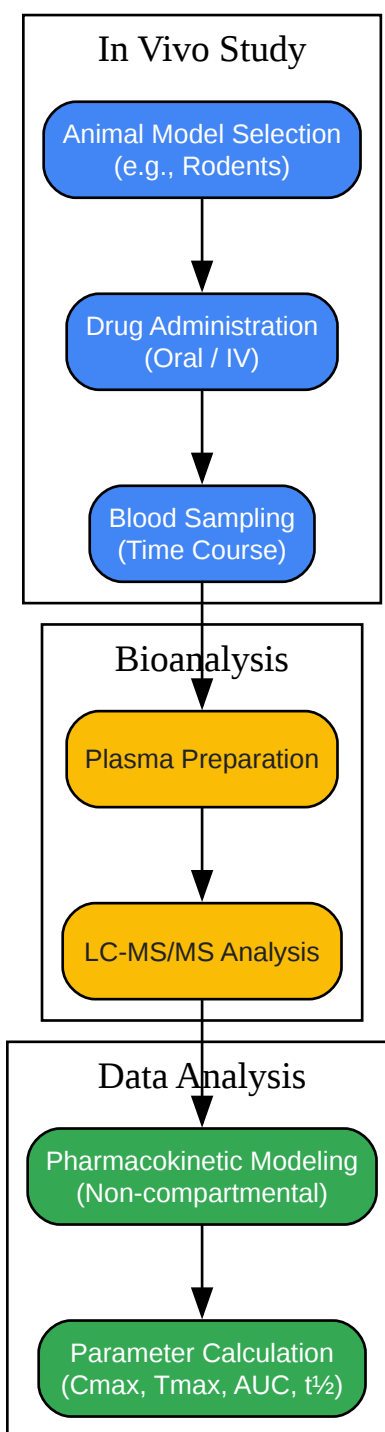 In Vivo Study
Animal Model Selection
(e.g., Rodents)
Drug Administration
(Oral / IV)
Blood Sampling
(Time Course)
Bioanalysis
Plasma Preparation
LC-MS/MS Analysis
Data Analysis
Pharmacokinetic Modeling
(Non-compartmental)
Parameter Calculation
(Cmax, Tmax, AUC, t½)